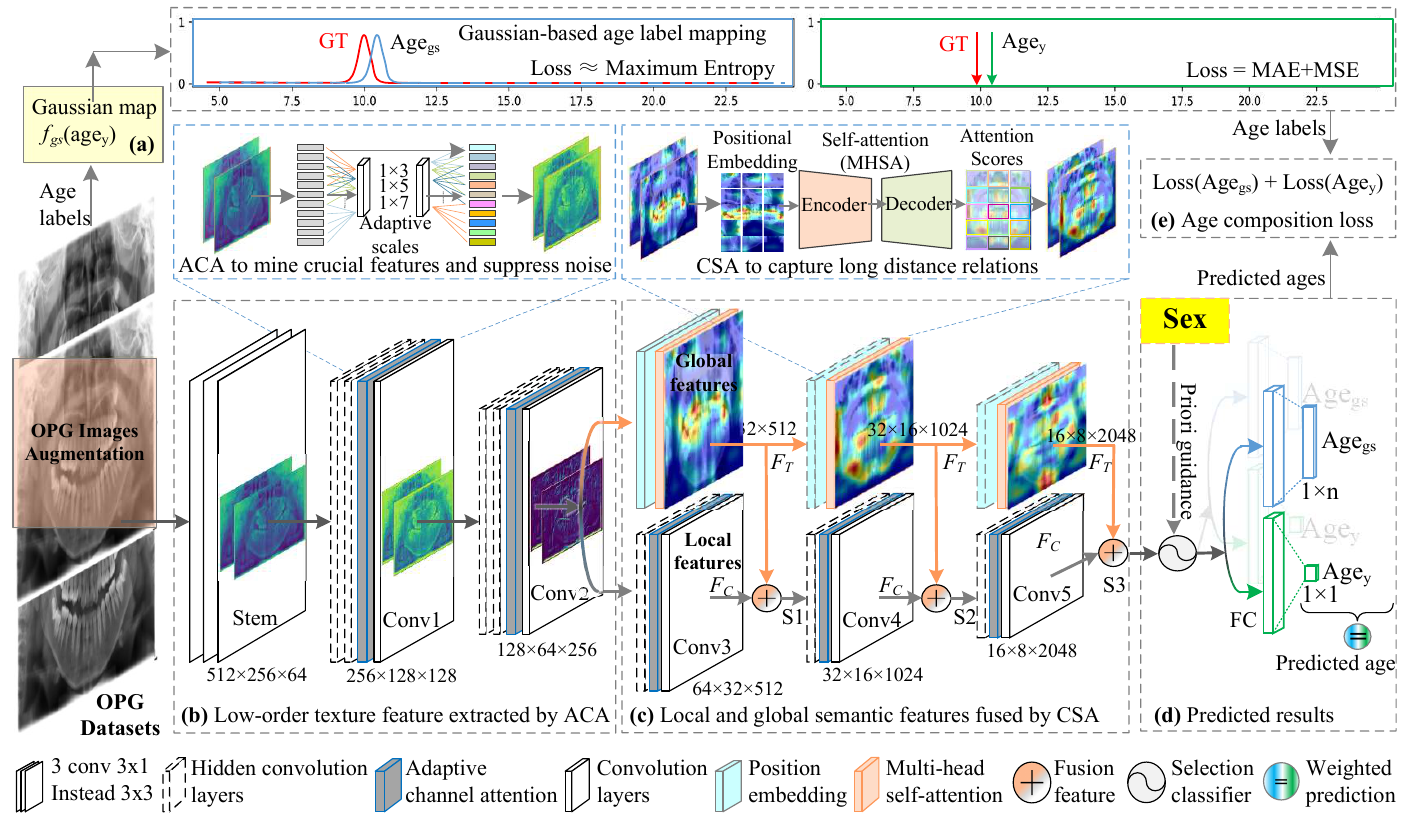 1
0
GT
Age_gs
Gaussian-based age label mapping
Loss ≈ Maximum Entropy
5.0 7.5 10.0 12.5 15.0 17.5 20.0 22.5
1
0
GT
Age_y
Loss = MAE+MSE
5.0 7.5 10.0 12.5 15.0 17.5 20.0 22.5
Gaussian map
f_gs(age_y)
(a)
Age
labels
1×3
1×5
1×7
Adaptive
scales
ACA to mine crucial features and suppress noise
Positional
Embedding
Self-attention
(MHSA)
Attention
Scores
Encoder
Decoder
CSA to capture long distance relations
Age labels
Loss(Age_gs) + Loss(Age_y)
(e) Age composition loss
Predicted ages
OPG Images
Augmentation
OPG
Datasets
Stem
512×256×64
Conv1
256×128×128
Conv2
128×64×256
(b) Low-order texture feature extracted by ACA
Global
features
32×512
F_T
32×16×1024
F_T
16×8×2048
F_T
Local
features
F_C
Conv3
64×32×512
S1
F_C
Conv4
32×16×1024
S2
F_C
Conv5
16×8×2048
S3
(c) Local and global semantic features fused by CSA
Sex
Priori guidance
Age_gs
Age_gs
1×n
Age_y
Age_y
1×1
FC
Predicted age
(d) Predicted results
3 conv 3x1
Instead 3x3
Hidden convolution
layers
Adaptive
channel attention
Convolution
layers
Position
embedding
Multi-head
self-attention
Fusion
feature
Selection
classifier
Weighted
prediction